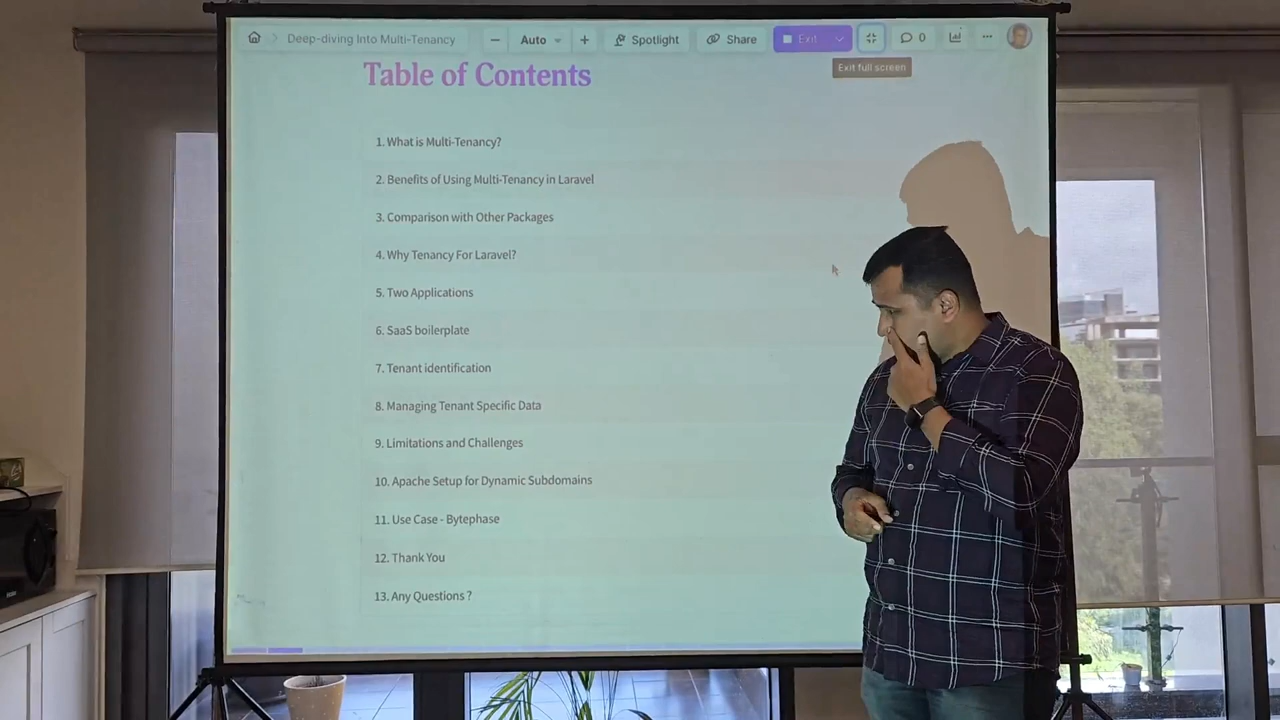 Deep-diving Into Multi-Tenancy
Auto
Spotlight
Share
Exit
0
Exit full screen
Table of Contents
1. What is Multi-Tenancy?
2. Benefits of Using Multi-Tenancy in Laravel
3. Comparison with Other Packages
4. Why Tenancy For Laravel?
5. Two Applications
6. SaaS boilerplate
7. Tenant identification
8. Managing Tenant Specific Data
9. Limitations and Challenges
10. Apache Setup for Dynamic Subdomains
11. Use Case - Bytephase
12. Thank You
13. Any Questions ?